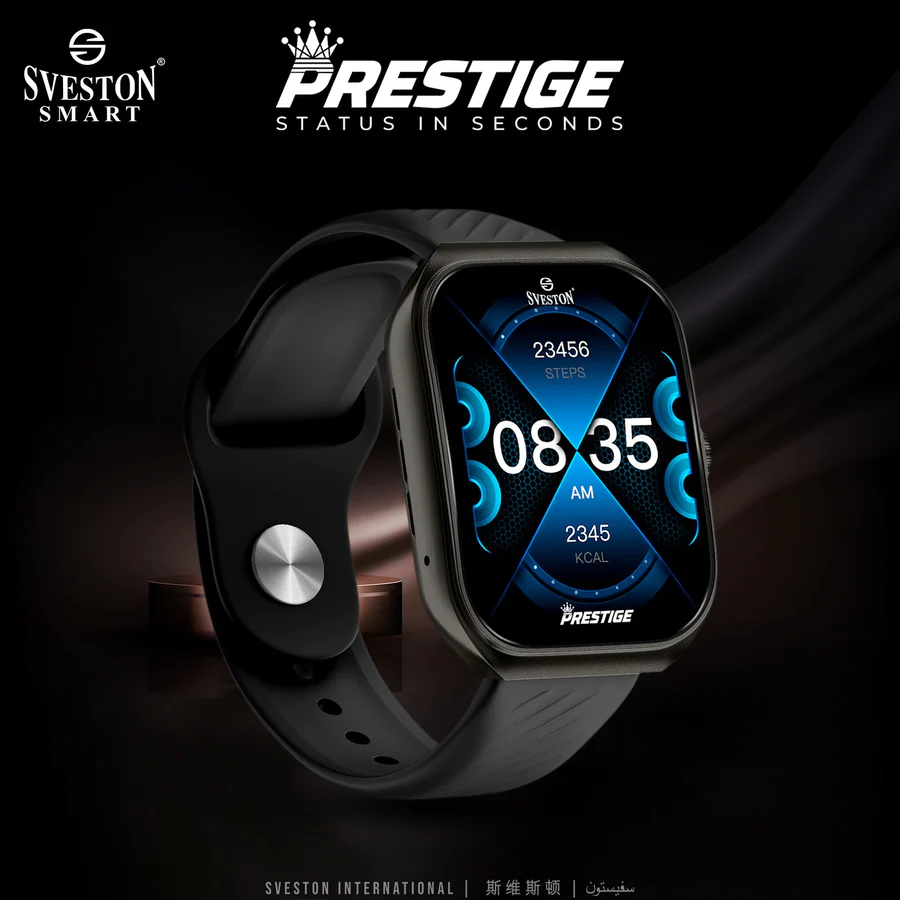 SVESTON®
SMART
PRESTIGE
STATUS IN SECONDS
SVESTON®
23456
STEPS
08 35
AM
2345
KCAL
PRESTIGE
SVESTON INTERNATIONAL | 斯维斯顿 | سفيستون